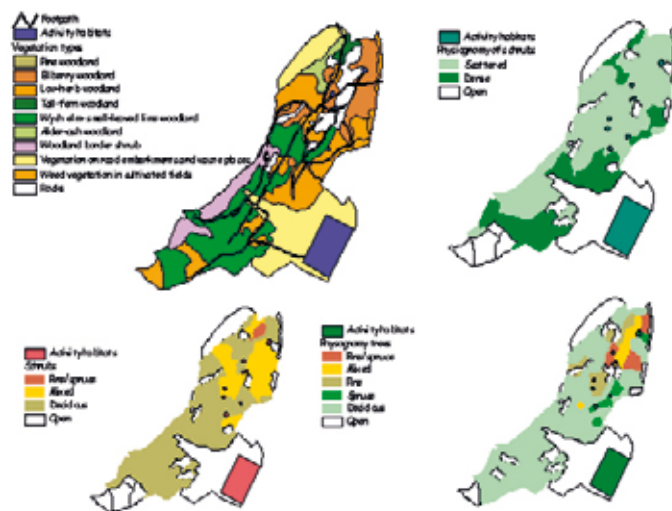 Footpath
Activity habitats
Vegetation types
Pine woodland
Bilberry woodland
Low-herb woodland
Tall-fern woodland
Wych elm-small-leaved lime woodland
Alder-ash woodland
Woodland border shrub
Vegetation on road embankments and waste places
Weed vegetation in cultivated fields
Rocks
Activity habitats
Physiognomy of shrubs
Scattered
Dense
Open
Activity habitats
Shrubs
Pine/spruce
Mixed
Deciduous
Open
Activity habitats
Physiognomy trees
Pine/spruce
Mixed
Pine
Spruce
Deciduous
Open